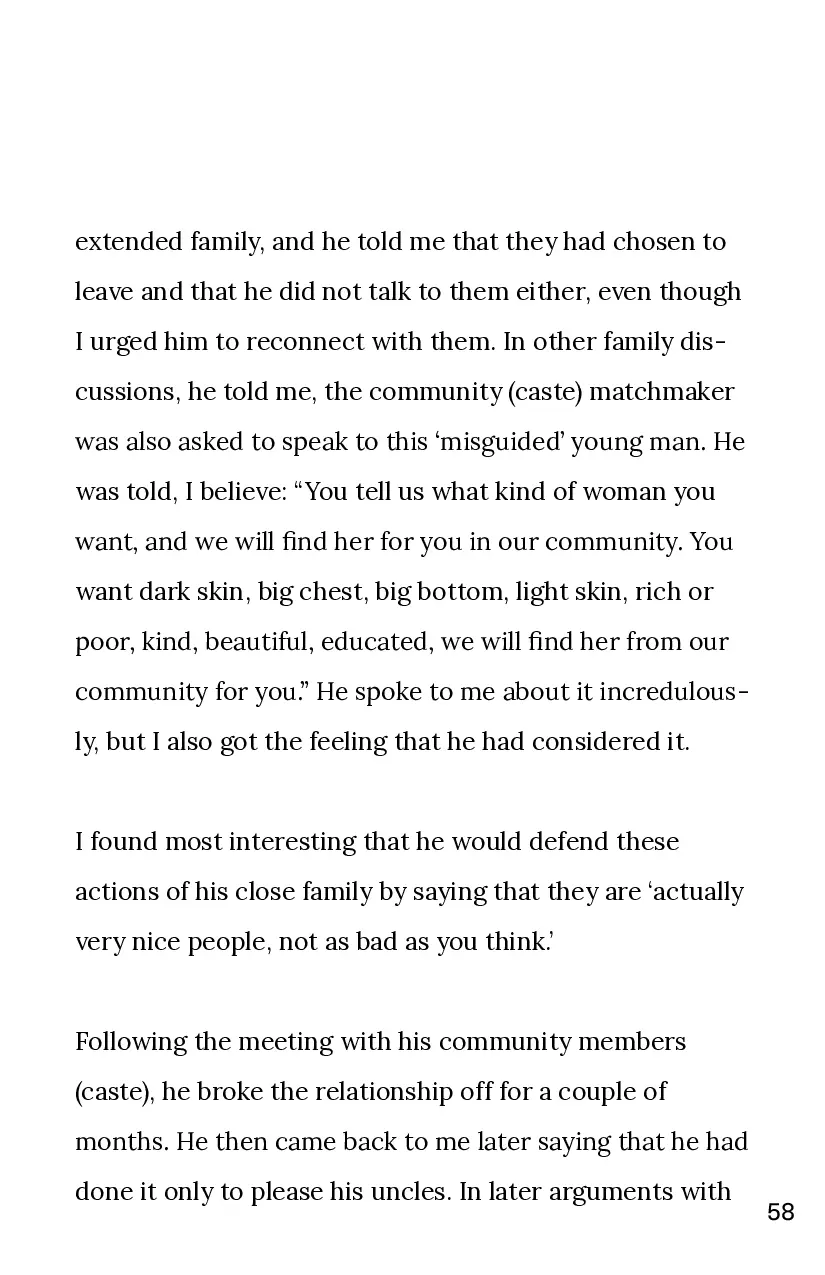 extended family, and he told me that they had chosen to
leave and that he did not talk to them either, even though
I urged him to reconnect with them. In other family dis-
cussions, he told me, the community (caste) matchmaker
was also asked to speak to this ‘misguided’ young man. He
was told, I believe: “You tell us what kind of woman you
want, and we will find her for you in our community. You
want dark skin, big chest, big bottom, light skin, rich or
poor, kind, beautiful, educated, we will find her from our
community for you.” He spoke to me about it incredulous-
ly, but I also got the feeling that he had considered it.
I found most interesting that he would defend these
actions of his close family by saying that they are ‘actually
very nice people, not as bad as you think.’
Following the meeting with his community members
(caste), he broke the relationship off for a couple of
months. He then came back to me later saying that he had
done it only to please his uncles. In later arguments with
58